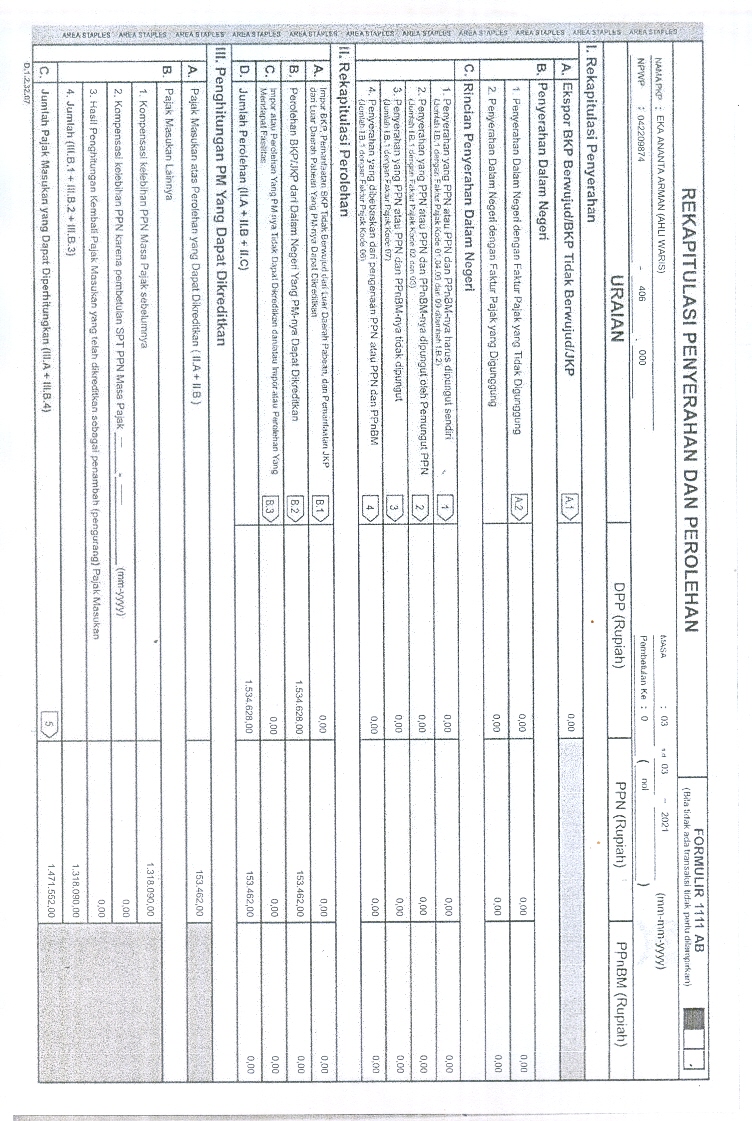 AREA STAPLES AREA STAPLES AREA STAPLES AREA STAPLES AREA STAPLES AREA STAPLES AREA STAPLES AREA STAPLES AREA STAPLES AREA STAPLES AREA STAPLES
REKAPITULASI PENYERAHAN DAN PEROLEHAN
FORMULIR 1111 AB
(Bila tidak ada transaksi tidak perlu dilampirkan)
NAMA PKP : EKA ANANTA ARMAN (AHLI WARIS)
MASA : 03 s.d 03 - 2021 (mm-mm-yyyy)
NPWP : 042209874 - 406 . 000
Pembetulan Ke : 0 ( nol )
URAIAN DPP (Rupiah) PPN (Rupiah) PPnBM (Rupiah)
I. Rekapitulasi Penyerahan
A. Ekspor BKP Berwujud/BKP Tidak Berwujud/JKP A.1 0,00
B. Penyerahan Dalam Negeri
1. Penyerahan Dalam Negeri dengan Faktur Pajak yang Tidak Digunggung A.2 0,00 0,00 0,00
2. Penyerahan Dalam Negeri dengan Faktur Pajak yang Digunggung 0,00 0,00 0,00
C. Rincian Penyerahan Dalam Negeri
1. Penyerahan yang PPN atau PPN dan PPnBM-nya harus dipungut sendiri 1 0,00 0,00 0,00
(Jumlah I.B.1 dengan Faktur Pajak Kode 01,04,06 dan 09 ditambah I.B.2)
2. Penyerahan yang PPN atau PPN dan PPnBM-nya dipungut oleh Pemungut PPN 2 0,00 0,00 0,00
(Jumlah I.B.1 dengan Faktur Pajak Kode 02 dan 03)
3. Penyerahan yang PPN atau PPN dan PPnBM-nya tidak dipungut 3 0,00 0,00 0,00
(Jumlah I.B.1 dengan Faktur Pajak Kode 07)
4. Penyerahan yang dibebaskan dari pengenaan PPN atau PPN dan PPnBM 4 0,00 0,00 0,00
(Jumlah I.B.1 dengan Faktur Pajak Kode 08)
II. Rekapitulasi Perolehan
A. Impor BKP, Pemanfaatan BKP Tidak Berwujud dari Luar Daerah Pabean, dan Pemanfaatan JKP
dari Luar Daerah Pabean Yang PM-nya Dapat Dikreditkan B.1 0,00 0,00 0,00
B. Perolehan BKP/JKP dari Dalam Negeri Yang PM-nya Dapat Dikreditkan B.2 1.534.628,00 153.462,00 0,00
C. Impor atau Perolehan Yang PM-nya Tidak Dapat Dikreditkan dan/atau Impor atau Perolehan Yang
Mendapat Fasilitas B.3 0,00 0,00 0,00
D. Jumlah Perolehan (II.A + II.B + II.C) 1.534.628,00 153.462,00 0,00
III. Penghitungan PM Yang Dapat Dikreditkan
A. Pajak Masukan atas Perolehan yang Dapat Dikreditkan ( II.A + II.B ) 153.462,00
B. Pajak Masukan Lainnya
1. Kompensasi kelebihan PPN Masa Pajak sebelumnya 1.318.090,00
2. Kompensasi kelebihan PPN karena pembetulan SPT PPN Masa Pajak __ - ____ (mm-yyyy) 0,00
3. Hasil Penghitungan Kembali Pajak Masukan yang telah dikreditkan sebagai penambah (pengurang) Pajak Masukan 0,00
4. Jumlah (III.B.1 + III.B.2 + III.B.3) 1.318.090,00
C. Jumlah Pajak Masukan yang Dapat Diperhitungkan (III.A + III.B.4) 5 1.471.552,00
D.1.2.32.07